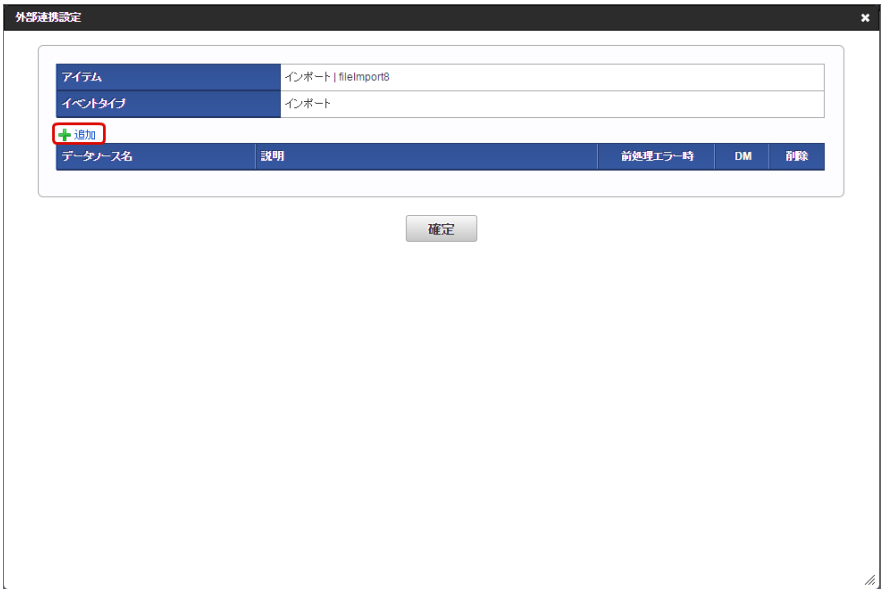 外部連携設定
アイテム インポート | fileImport8
イベントタイプ インポート
追加
データソース名 説明 前処理エラー時 DM 削除
確定